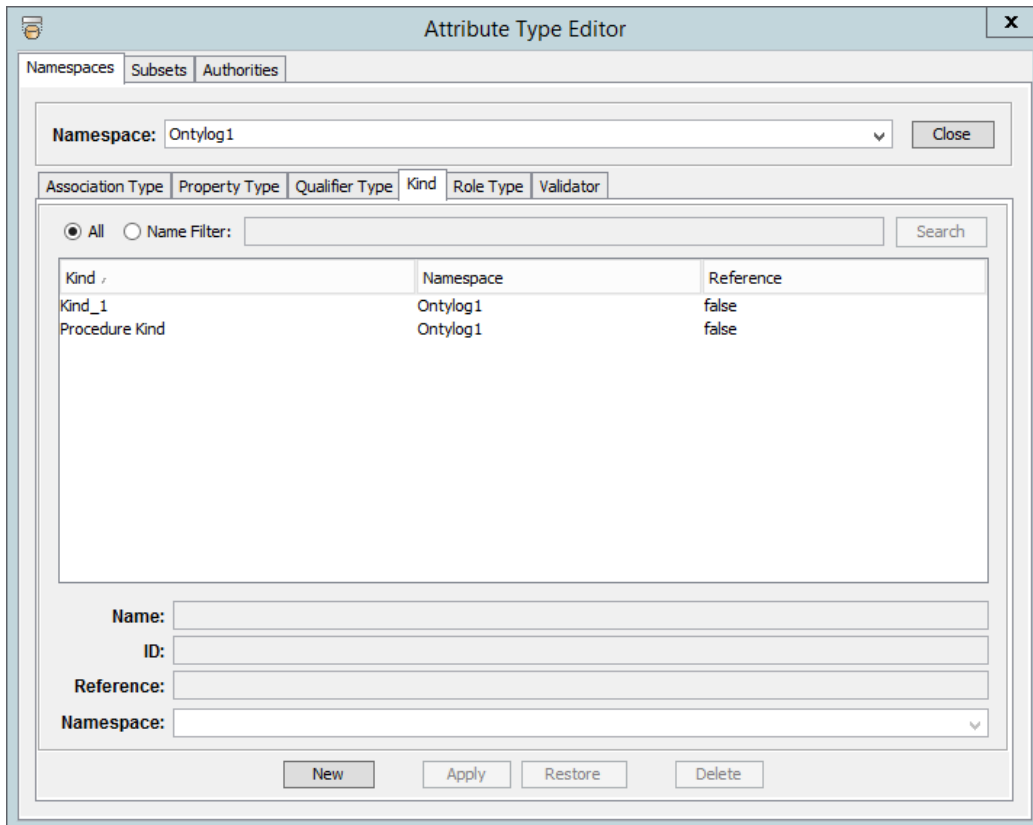 Attribute Type Editor
x
Namespaces Subsets Authorities
Namespace: Ontylog1 Close
Association Type Property Type Qualifier Type Kind Role Type Validator
All Name Filter: Search
Kind Namespace Reference
Kind_1 Ontylog1 false
Procedure Kind Ontylog1 false
Name:
ID:
Reference:
Namespace:
New Apply Restore Delete